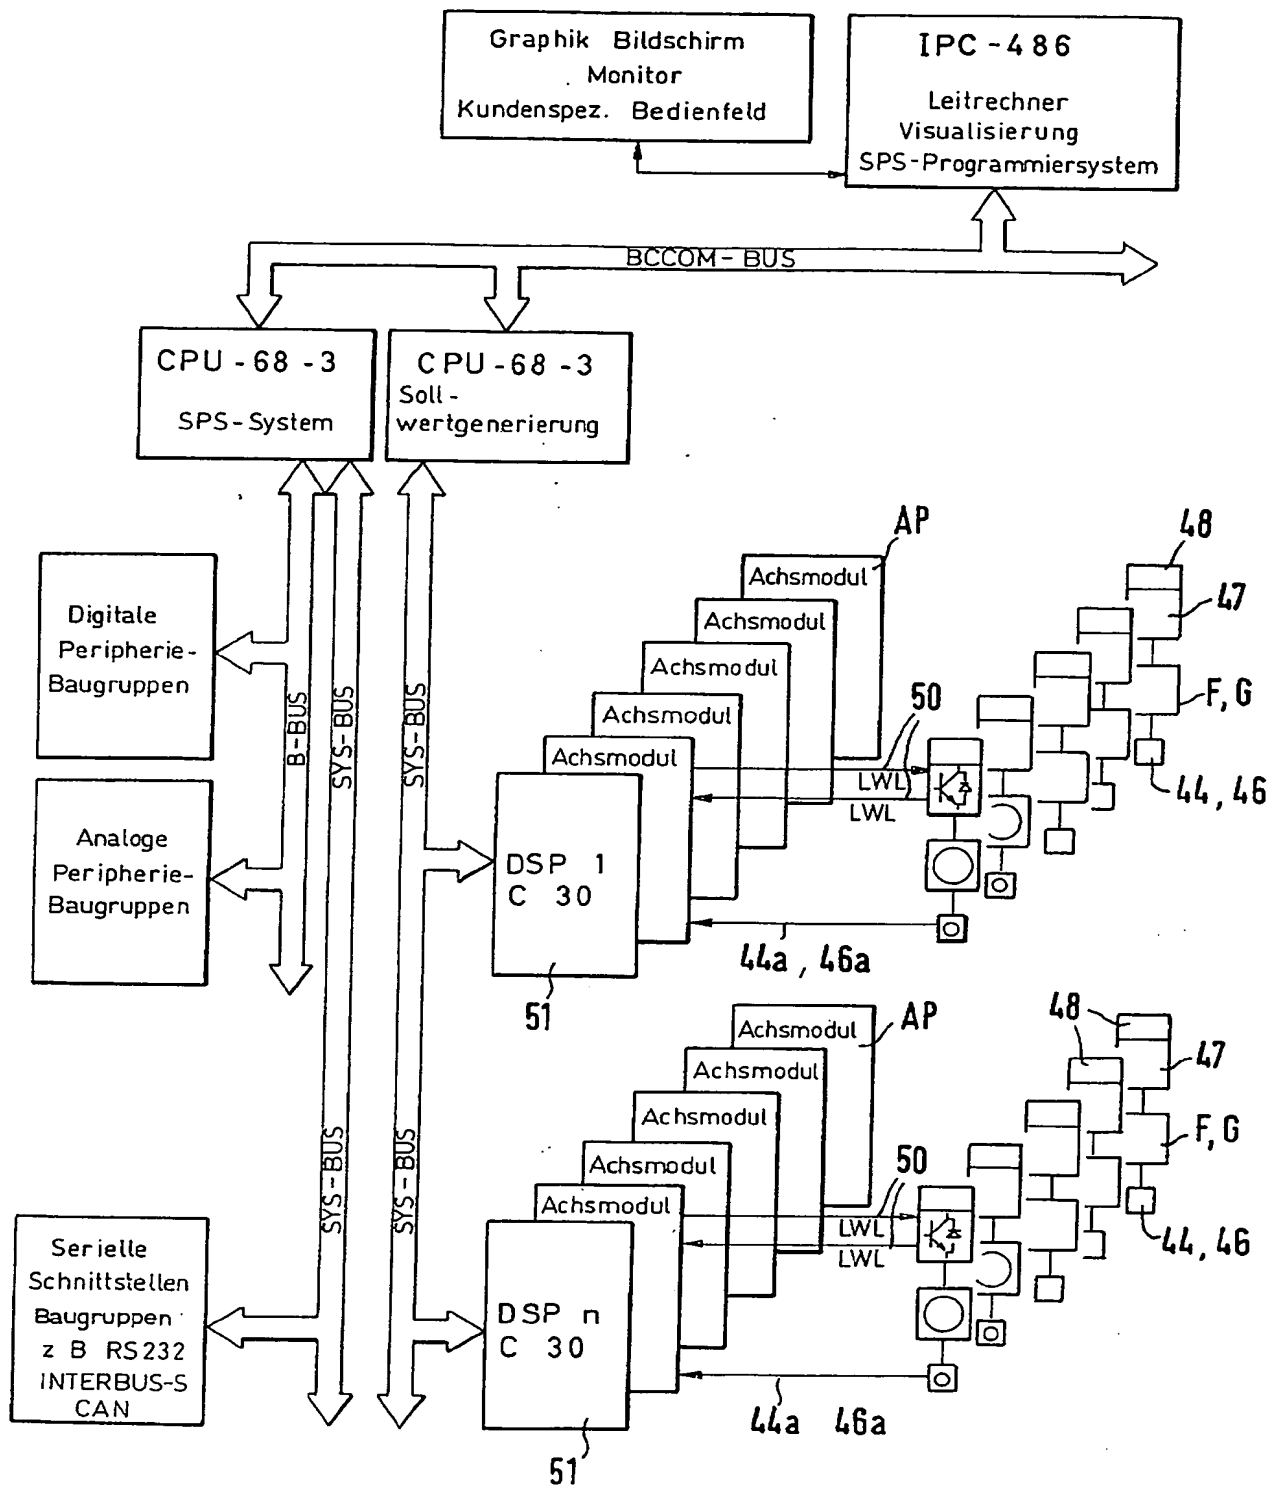 Graphik Bildschirm
Monitor
Kundenspez. Bedienfeld
IPC-486
Leitrechner
Visualisierung
SPS-Programmiersystem
BCCOM-BUS
CPU-68-3
SPS-System
CPU-68-3
Soll-
wertgenerierung
Digitale
Peripherie-
Baugruppen
Analoge
Peripherie-
Baugruppen
B-BUS
SYS-BUS
SYS-BUS
AP
Achsmodul
Achsmodul
Achsmodul
Achsmodul
Achsmodul
DSP 1
C 30
51
50
LWL
LWL
44a, 46a
48
47
F, G
44, 46
Serielle
Schnittstellen
Baugruppen
z B RS232
INTERBUS-S
CAN
SYS-BUS
SYS-BUS
AP
Achsmodul
Achsmodul
Achsmodul
Achsmodul
Achsmodul
DSP n
C 30
51
50
LWL
LWL
44a 46a
48
47
F, G
44, 46